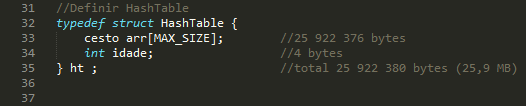 31 //Definir HashTable
32 typedef struct HashTable {
33 cesto arr[MAX_SIZE]; //25 922 376 bytes
34 int idade; //4 bytes
35 } ht ; //total 25 922 380 bytes (25,9 MB)
36
37